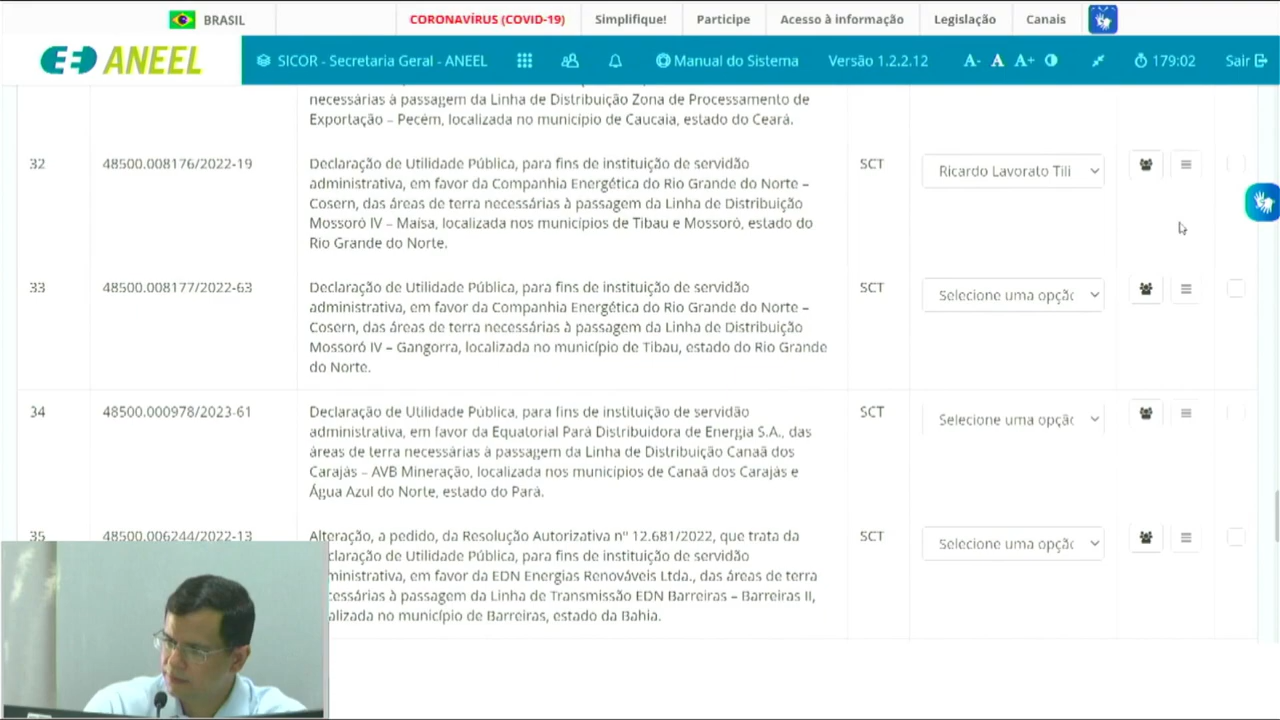 BRASIL
CORONAVÍRUS (COVID-19)
Simplifique!
Participe
Acesso à informação
Legislação
Canais
ANEEL
SICOR - Secretaria Geral - ANEEL
Manual do Sistema
Versão 1.2.2.12
A- A A+
179:02
Sair
necessárias à passagem da Linha de Distribuição Zona de Processamento de
Exportação – Pecém, localizada no município de Caucaia, estado do Ceará.
32
48500.008176/2022-19
Declaração de Utilidade Pública, para fins de instituição de servidão
administrativa, em favor da Companhia Energética do Rio Grande do Norte –
Cosern, das áreas de terra necessárias à passagem da Linha de Distribuição
Mossoró IV – Maísa, localizada nos municípios de Tibau e Mossoró, estado do
Rio Grande do Norte.
SCT
Ricardo Lavorato Tili
33
48500.008177/2022-63
Declaração de Utilidade Pública, para fins de instituição de servidão
administrativa, em favor da Companhia Energética do Rio Grande do Norte –
Cosern, das áreas de terra necessárias à passagem da Linha de Distribuição
Mossoró IV – Gangorra, localizada no município de Tibau, estado do Rio Grande
do Norte.
SCT
Selecione uma opçã
34
48500.000978/2023-61
Declaração de Utilidade Pública, para fins de instituição de servidão
administrativa, em favor da Equatorial Pará Distribuidora de Energia S.A., das
áreas de terra necessárias à passagem da Linha de Distribuição Canaã dos
Carajás – AVB Mineração, localizada nos municípios de Canaã dos Carajás e
Água Azul do Norte, estado do Pará.
SCT
Selecione uma opçã
35
48500.006244/2022-13
Alteração, a pedido, da Resolução Autorizativa nº 12.681/2022, que trata da
claração de Utilidade Pública, para fins de instituição de servidão
ministrativa, em favor da EDN Energias Renováveis Ltda., das áreas de terra
cessárias à passagem da Linha de Transmissão EDN Barreiras – Barreiras II,
alizada no município de Barreiras, estado da Bahia.
SCT
Selecione uma opçã